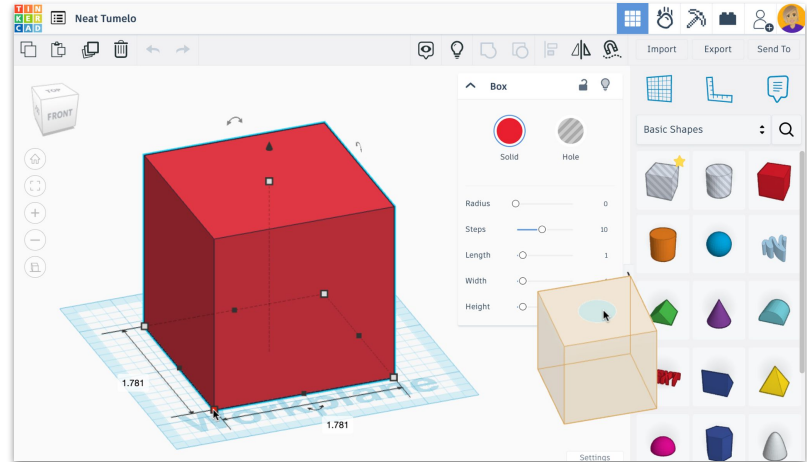 TIN
KER
CAD
Neat Tumelo
Import
Export
Send To
TOP
FRONT
Box
Solid
Hole
Radius
0
Steps
10
Length
1
Width
Height
Basic Shapes
1.781
1.781
Workplane
Settings